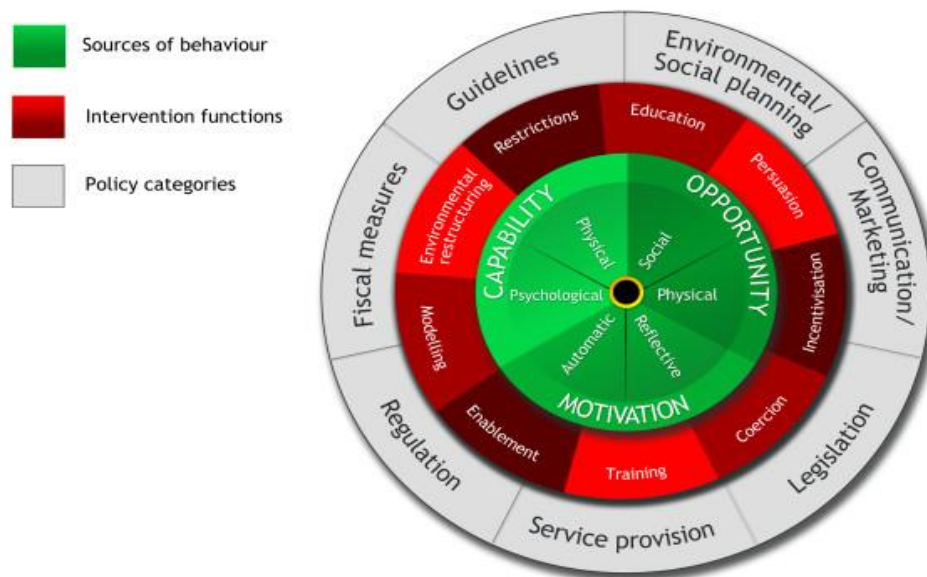 Sources of behaviour
Intervention functions
Policy categories
Guidelines
Environmental/
Social planning
Communication/
Marketing
Legislation
Service provision
Regulation
Fiscal measures
Restrictions
Education
Persuasion
Incentivisation
Coercion
Training
Enablement
Modelling
Environmental
restructuring
CAPABILITY
OPPORTUNITY
MOTIVATION
Physical
Social
Psychological
Physical
Automatic
Reflective